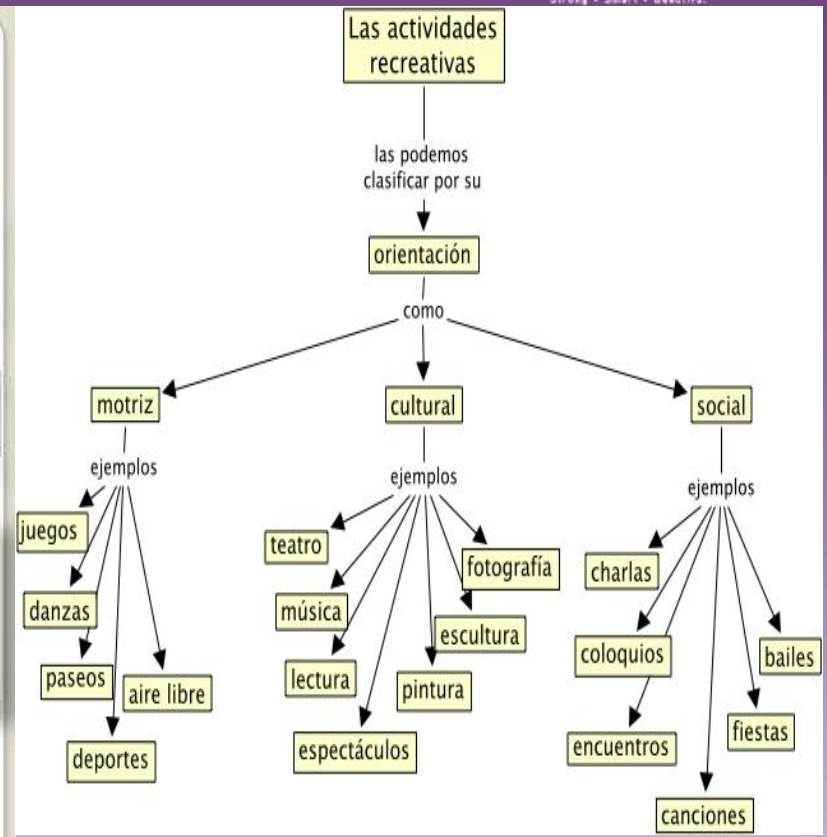 Las actividades
recreativas
las podemos
clasificar por su
orientación
como
motriz
cultural
social
ejemplos
juegos
danzas
paseos
aire libre
deportes
ejemplos
teatro
música
lectura
espectáculos
pintura
escultura
fotografía
ejemplos
charlas
coloquios
encuentros
canciones
fiestas
bailes